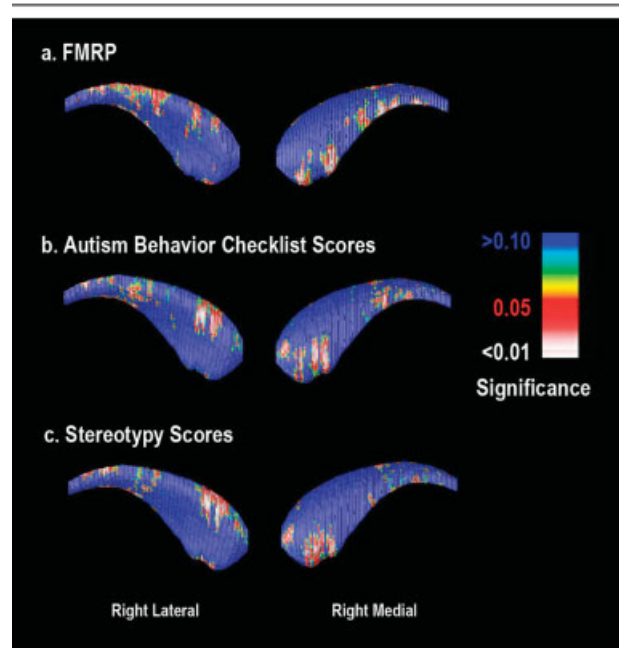 a. FMRP
b. Autism Behavior Checklist Scores
>0.10
0.05
<0.01
Significance
c. Stereotypy Scores
Right Lateral
Right Medial